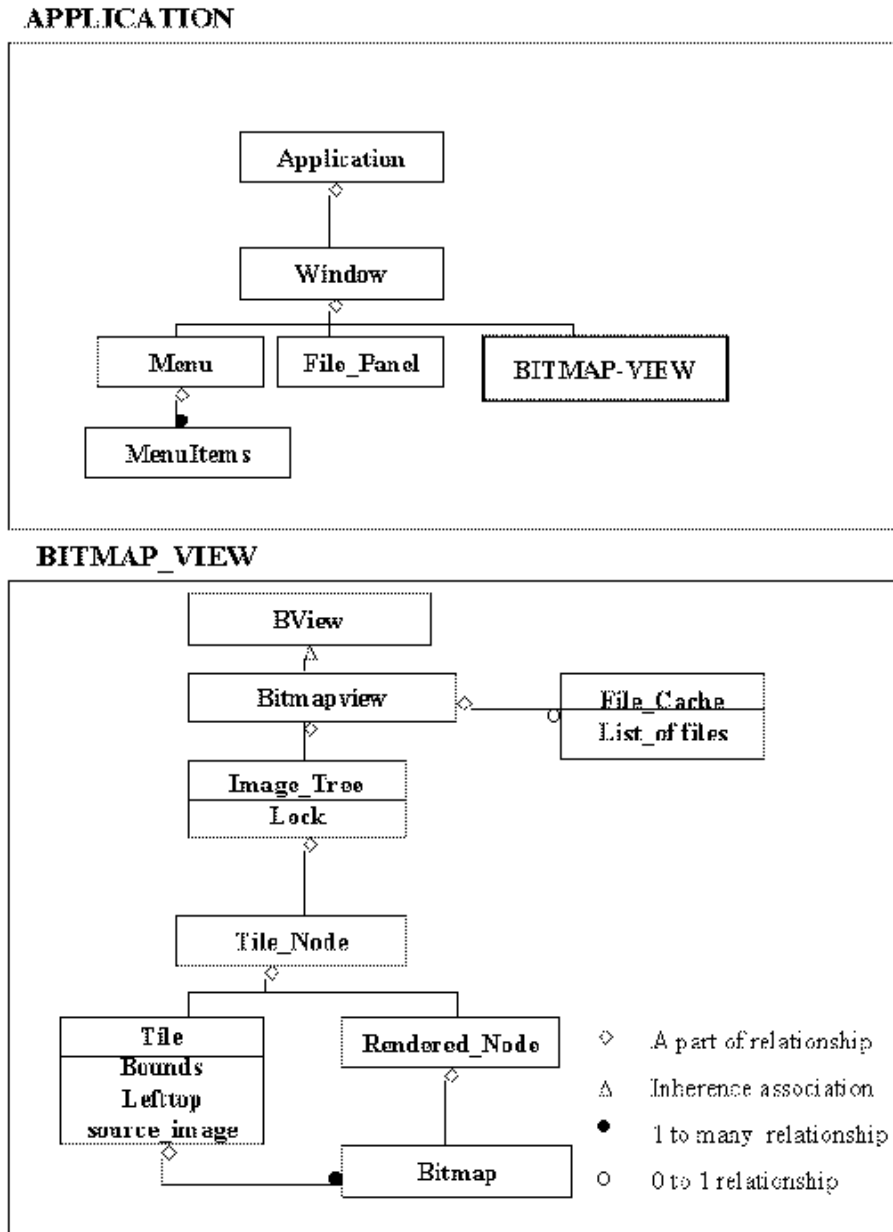 APPLICATION
Application
Window
Menu
File_Panel
BITMAP-VIEW
MenuItems
BITMAP_VIEW
BView
Bitmapview
File_Cache
List_of files
Image_Tree
Lock
Tile_Node
Tile
Bounds
Lefttop
source_image
Rendered_Node
Bitmap
A part of relationship
Inherence association
1 to many relationship
0 to 1 relationship